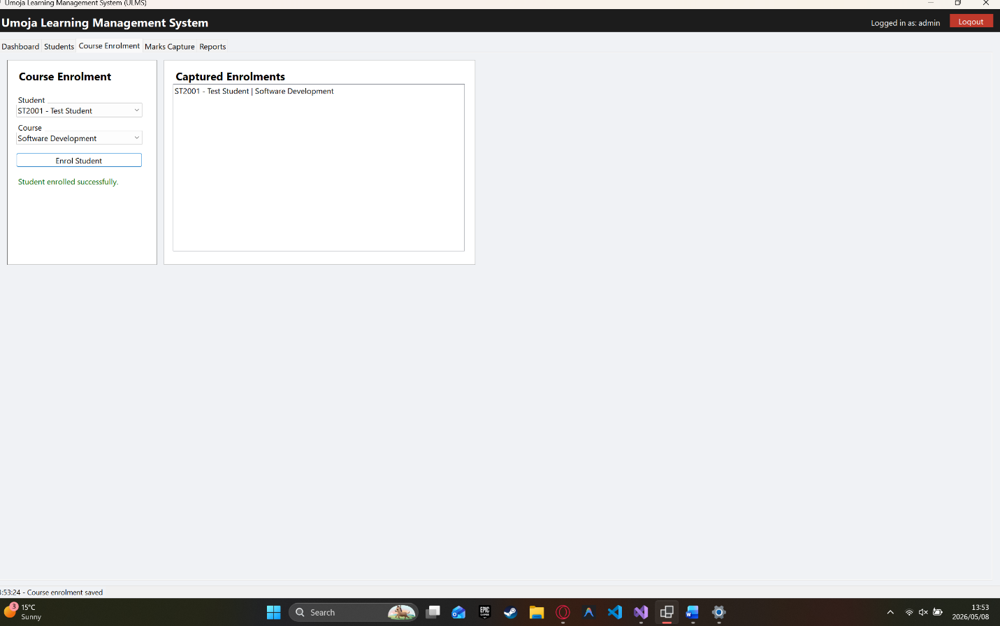 Umoja Learning Management System (ULMS)
Umoja Learning Management System
Logged in as: admin
Logout
Dashboard Students Course Enrolment Marks Capture Reports
Course Enrolment
Student
ST2001 - Test Student
Course
Software Development
Enrol Student
Student enrolled successfully.
Captured Enrolments
ST2001 - Test Student | Software Development
:53:24 - Course enrolment saved
3
15°C
Sunny
Search
EPIC
GAMES
13:53
2026/05/08